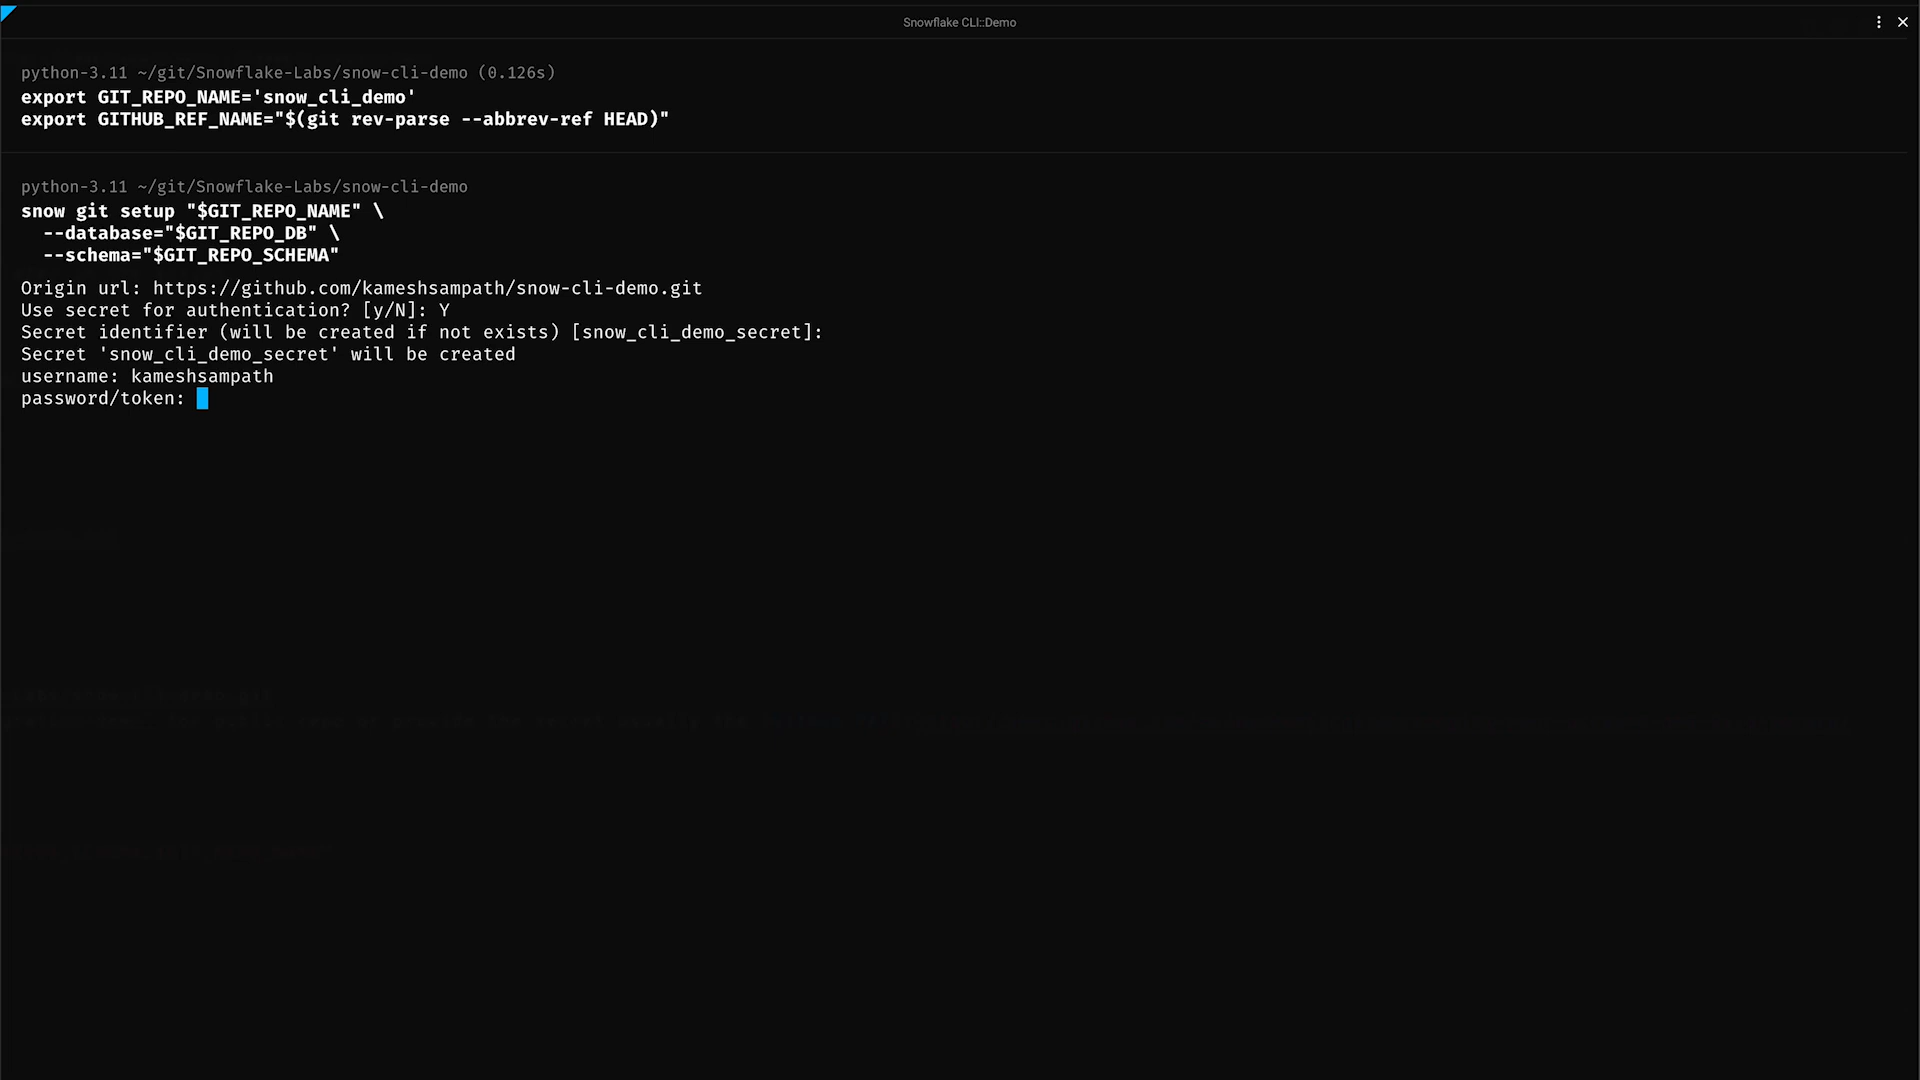 Snowflake CLI::Demo
python-3.11 ~/git/Snowflake-Labs/snow-cli-demo (0.126s)
export GIT_REPO_NAME='snow_cli_demo'
export GITHUB_REF_NAME="$(git rev-parse --abbrev-ref HEAD)"
python-3.11 ~/git/Snowflake-Labs/snow-cli-demo
snow git setup "$GIT_REPO_NAME" \
  --database="$GIT_REPO_DB" \
  --schema="$GIT_REPO_SCHEMA"
Origin url: https://github.com/kameshsampath/snow-cli-demo.git
Use secret for authentication? [y/N]: Y
Secret identifier (will be created if not exists) [snow_cli_demo_secret]:
Secret 'snow_cli_demo_secret' will be created
username: kameshsampath
password/token: